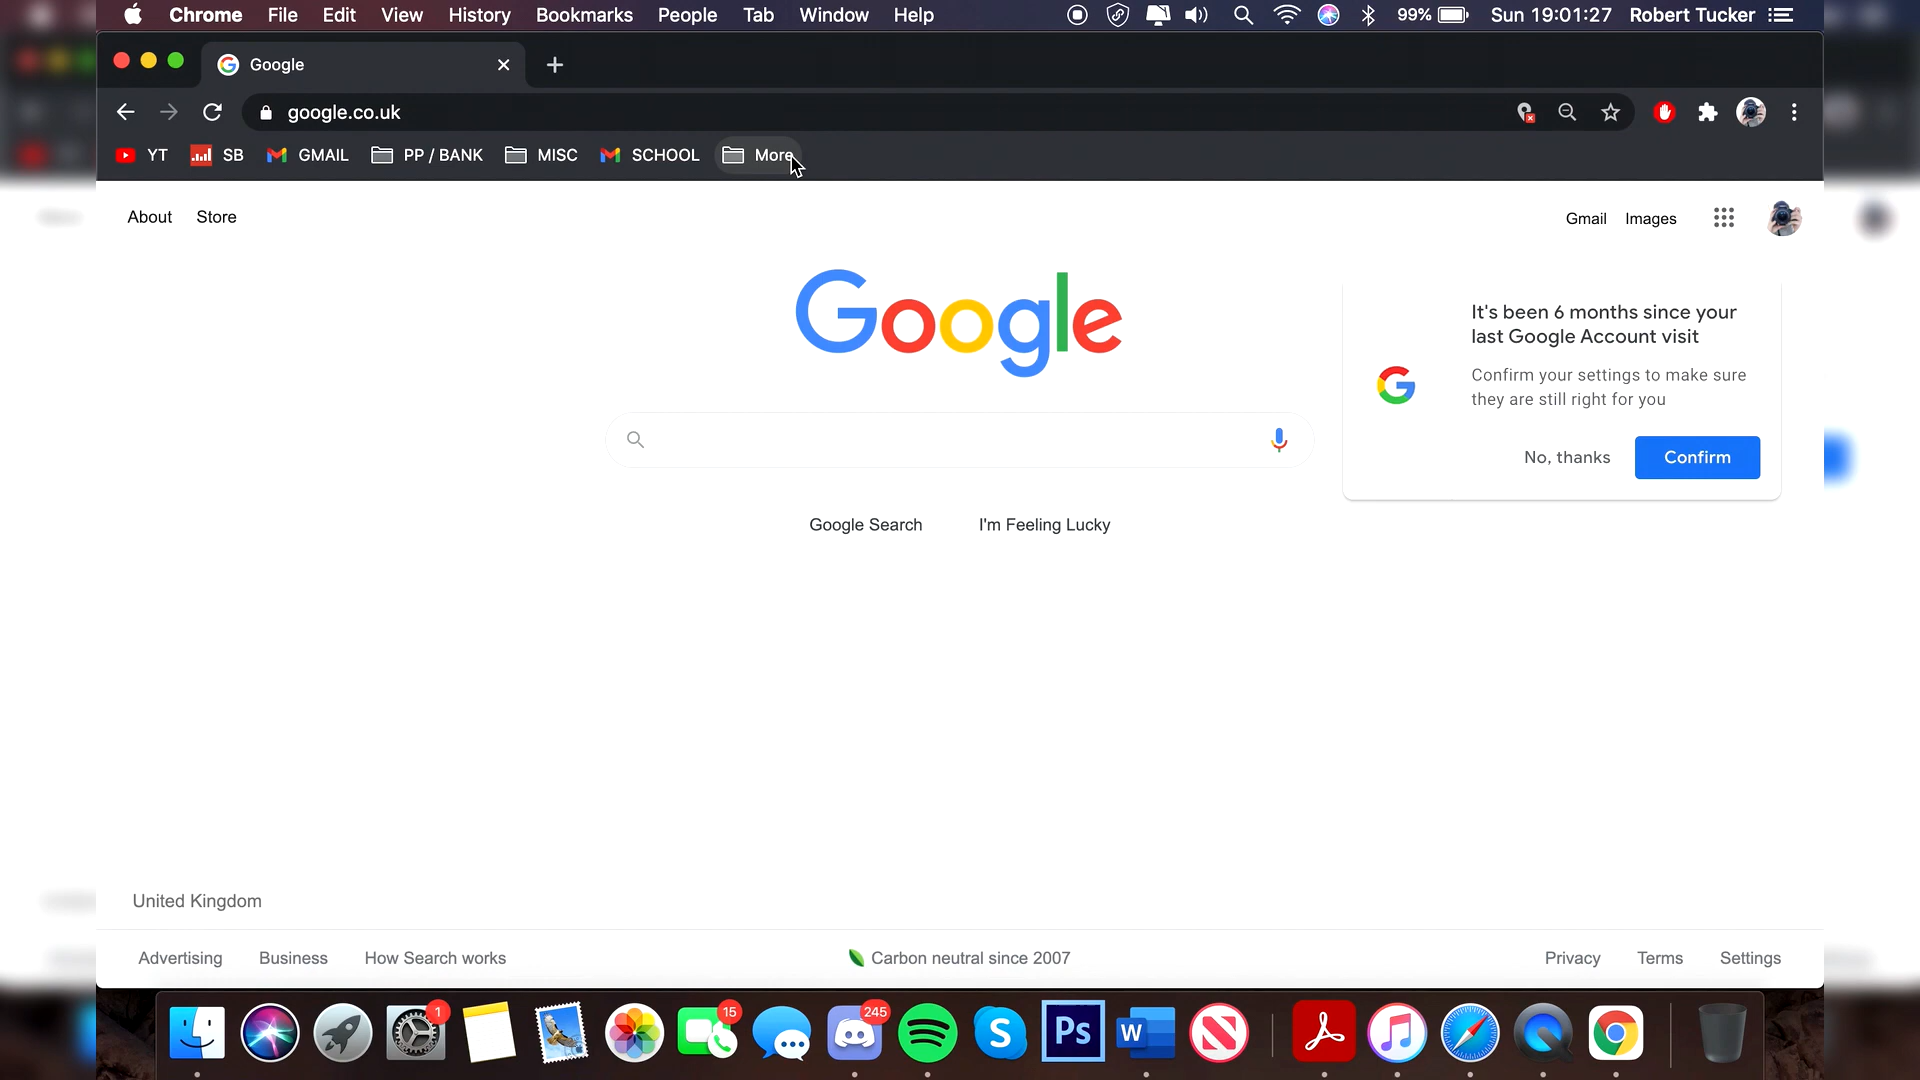 Chrome File Edit View History Bookmarks People Tab Window Help 99% Sun 19:01:27 Robert Tucker
Google
google.co.uk
YT SB GMAIL PP / BANK MISC SCHOOL More
About Store Gmail Images
Google
It's been 6 months since your
last Google Account visit
Confirm your settings to make sure
they are still right for you
No, thanks Confirm
Google Search I'm Feeling Lucky
United Kingdom
Advertising Business How Search works Carbon neutral since 2007 Privacy Terms Settings
1 15 245
S Ps W